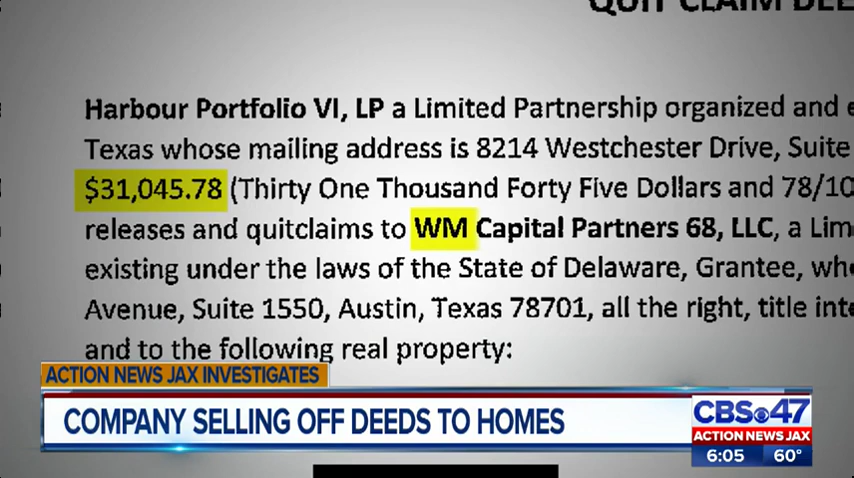 QUIT CLAIM DEE
Harbour Portfolio VI, LP a Limited Partnership organized and e
Texas whose mailing address is 8214 Westchester Drive, Suite
$31,045.78 (Thirty One Thousand Forty Five Dollars and 78/10
releases and quitclaims to WM Capital Partners 68, LLC, a Lim
existing under the laws of the State of Delaware, Grantee, wh
Avenue, Suite 1550, Austin, Texas 78701, all the right, title int
and to the following real property:
ACTION NEWS JAX INVESTIGATES
COMPANY SELLING OFF DEEDS TO HOMES
CBS 47
ACTION NEWS JAX
6:05 60°